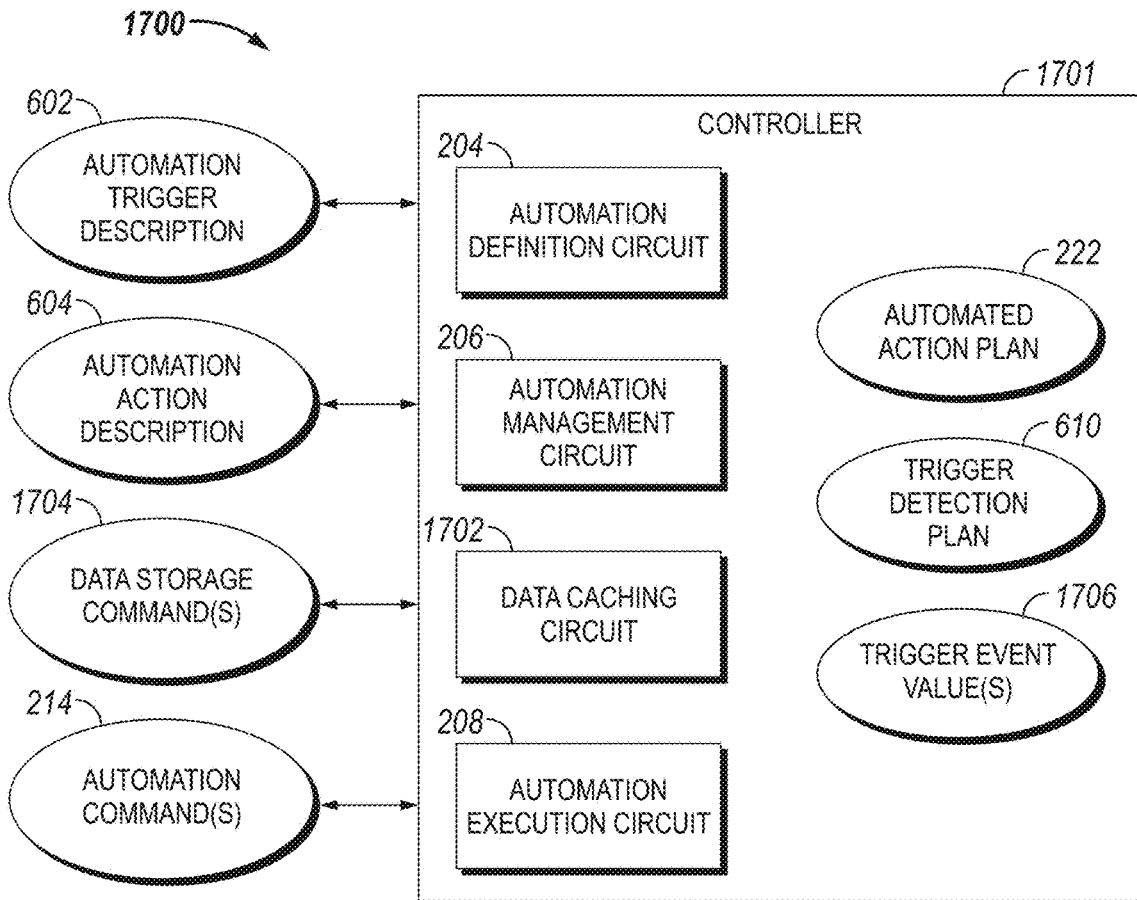 1700
1701
CONTROLLER
602
AUTOMATION
TRIGGER
DESCRIPTION
604
AUTOMATION
ACTION
DESCRIPTION
1704
DATA STORAGE
COMMAND(S)
214
AUTOMATION
COMMAND(S)
204
AUTOMATION
DEFINITION CIRCUIT
206
AUTOMATION
MANAGEMENT
CIRCUIT
1702
DATA CACHING
CIRCUIT
208
AUTOMATION
EXECUTION CIRCUIT
222
AUTOMATED
ACTION PLAN
610
TRIGGER
DETECTION
PLAN
1706
TRIGGER EVENT
VALUE(S)